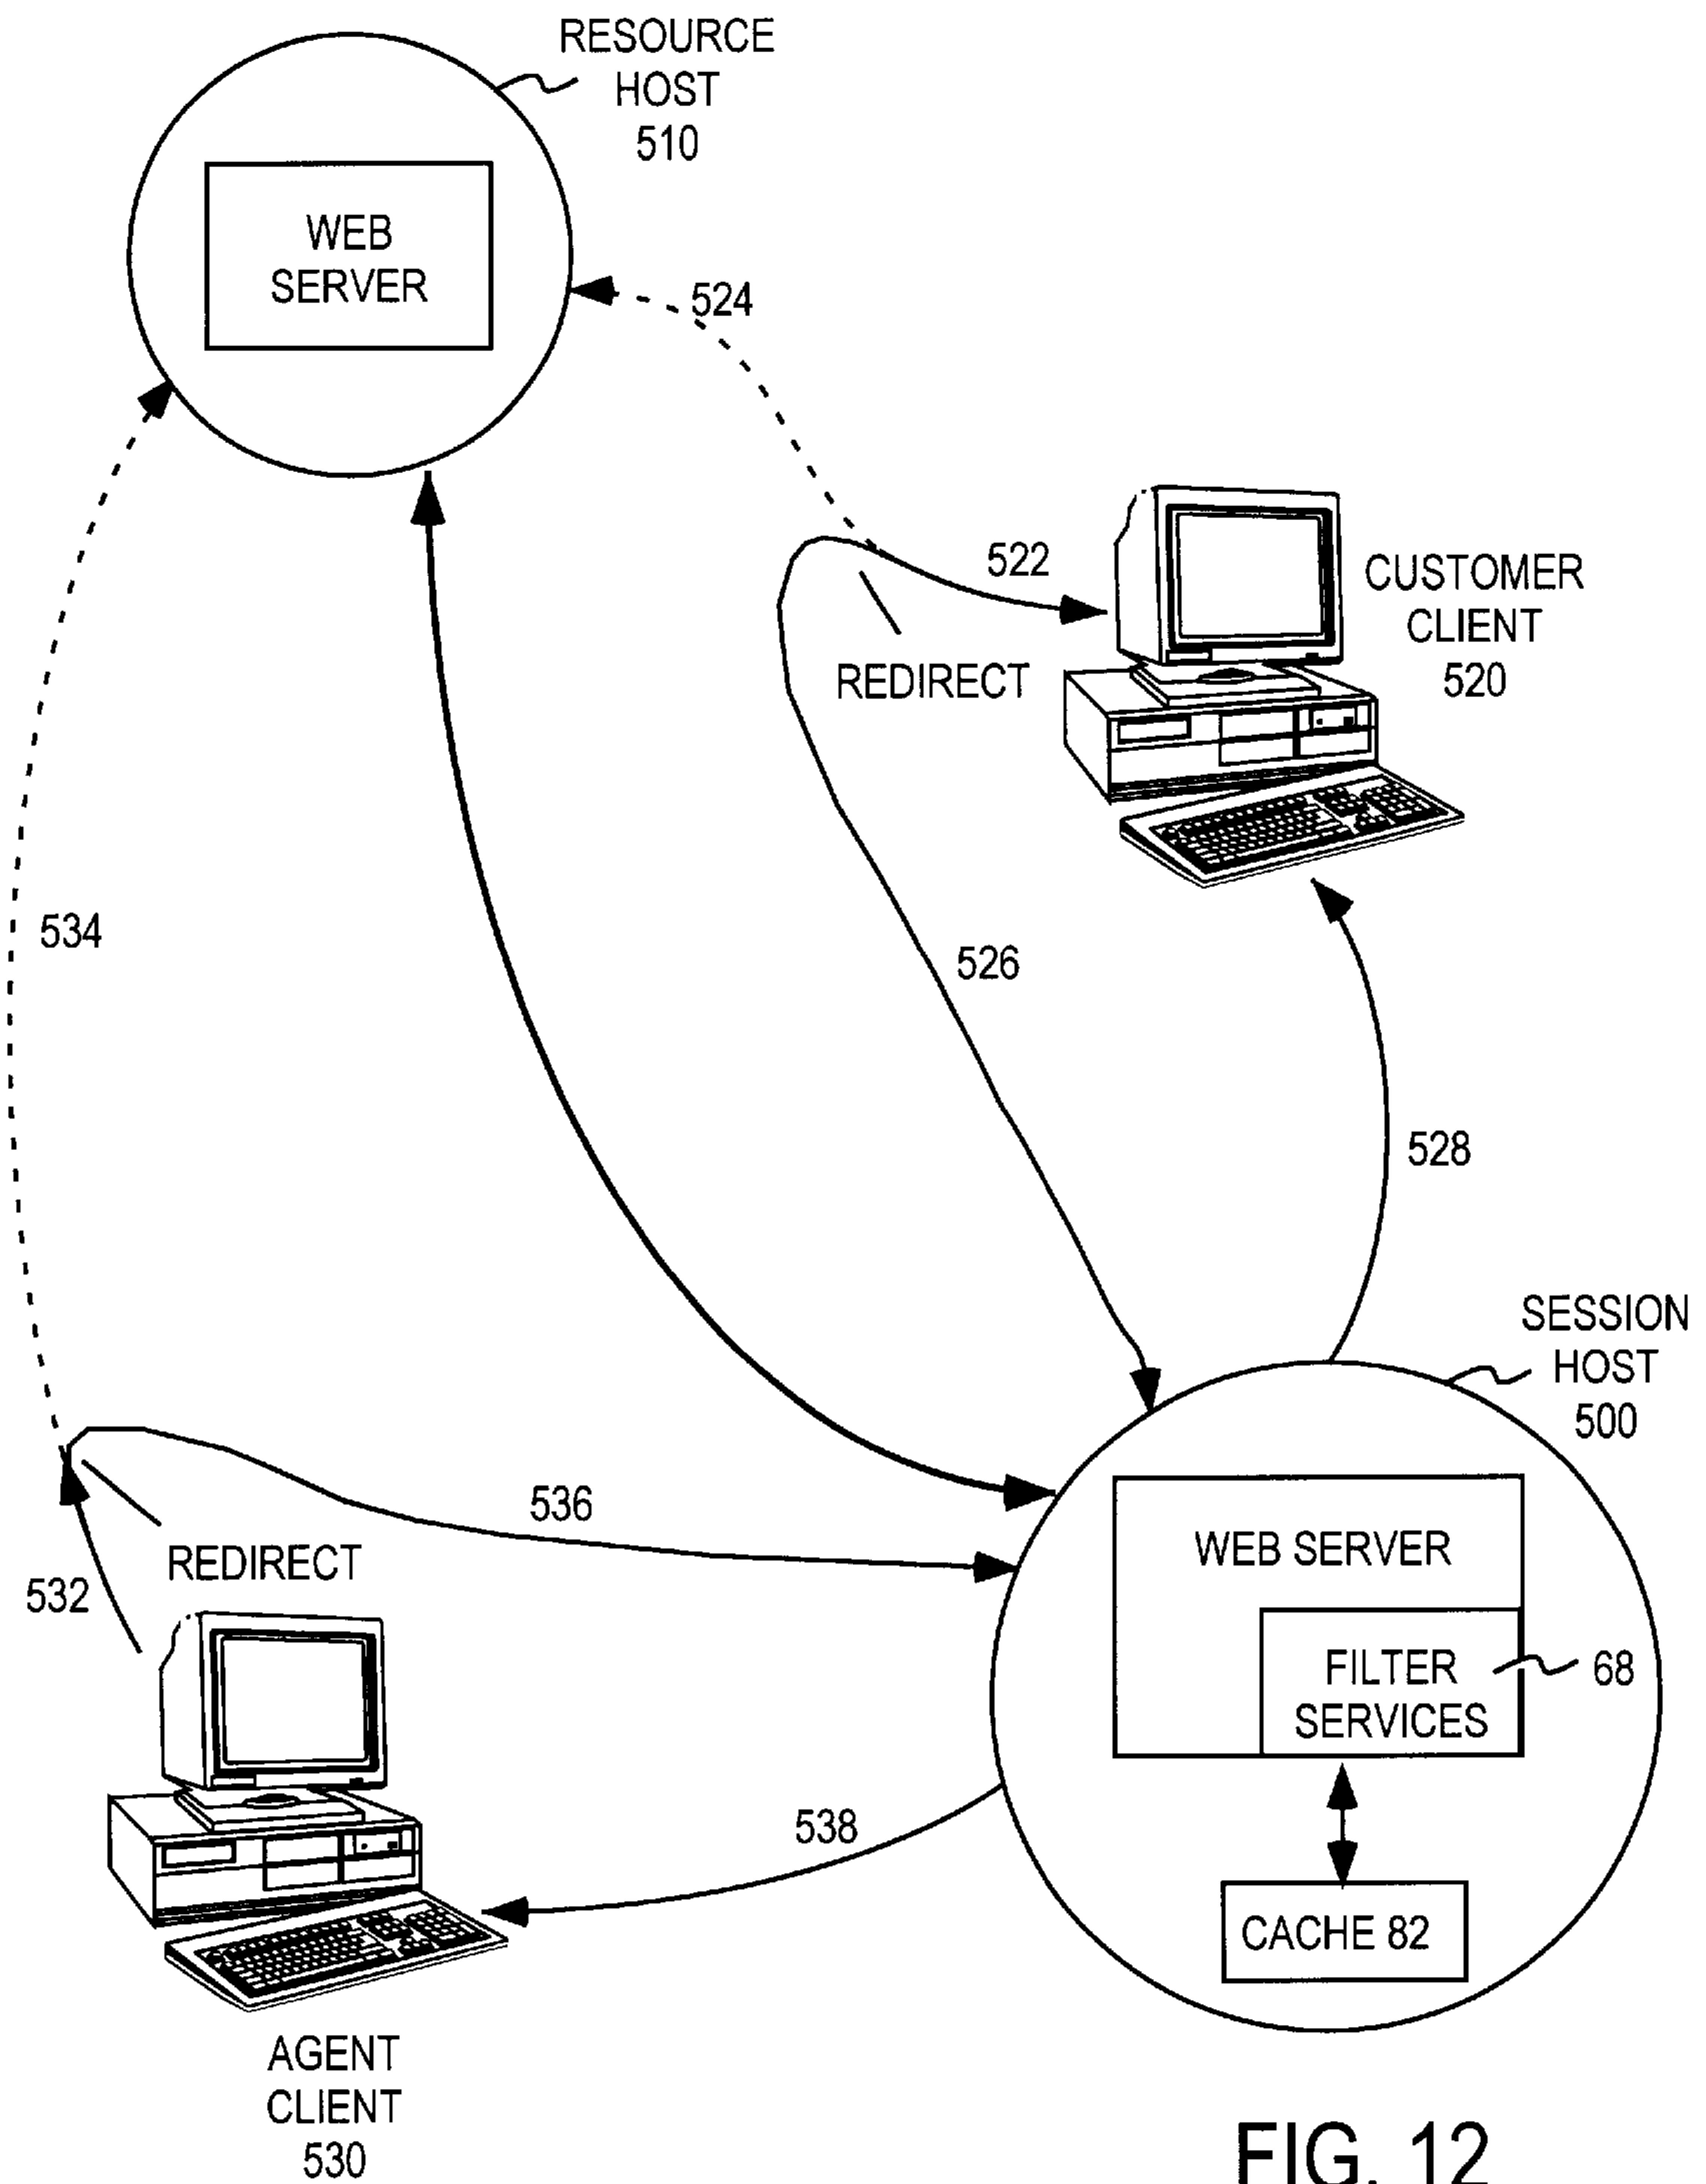 RESOURCE
HOST
510
WEB
SERVER
524
522
CUSTOMER
CLIENT
520
REDIRECT
534
526
528
SESSION
HOST
500
536
WEB SERVER
REDIRECT
532
FILTER
SERVICES
68
538
CACHE 82
AGENT
CLIENT
530
FIG. 12